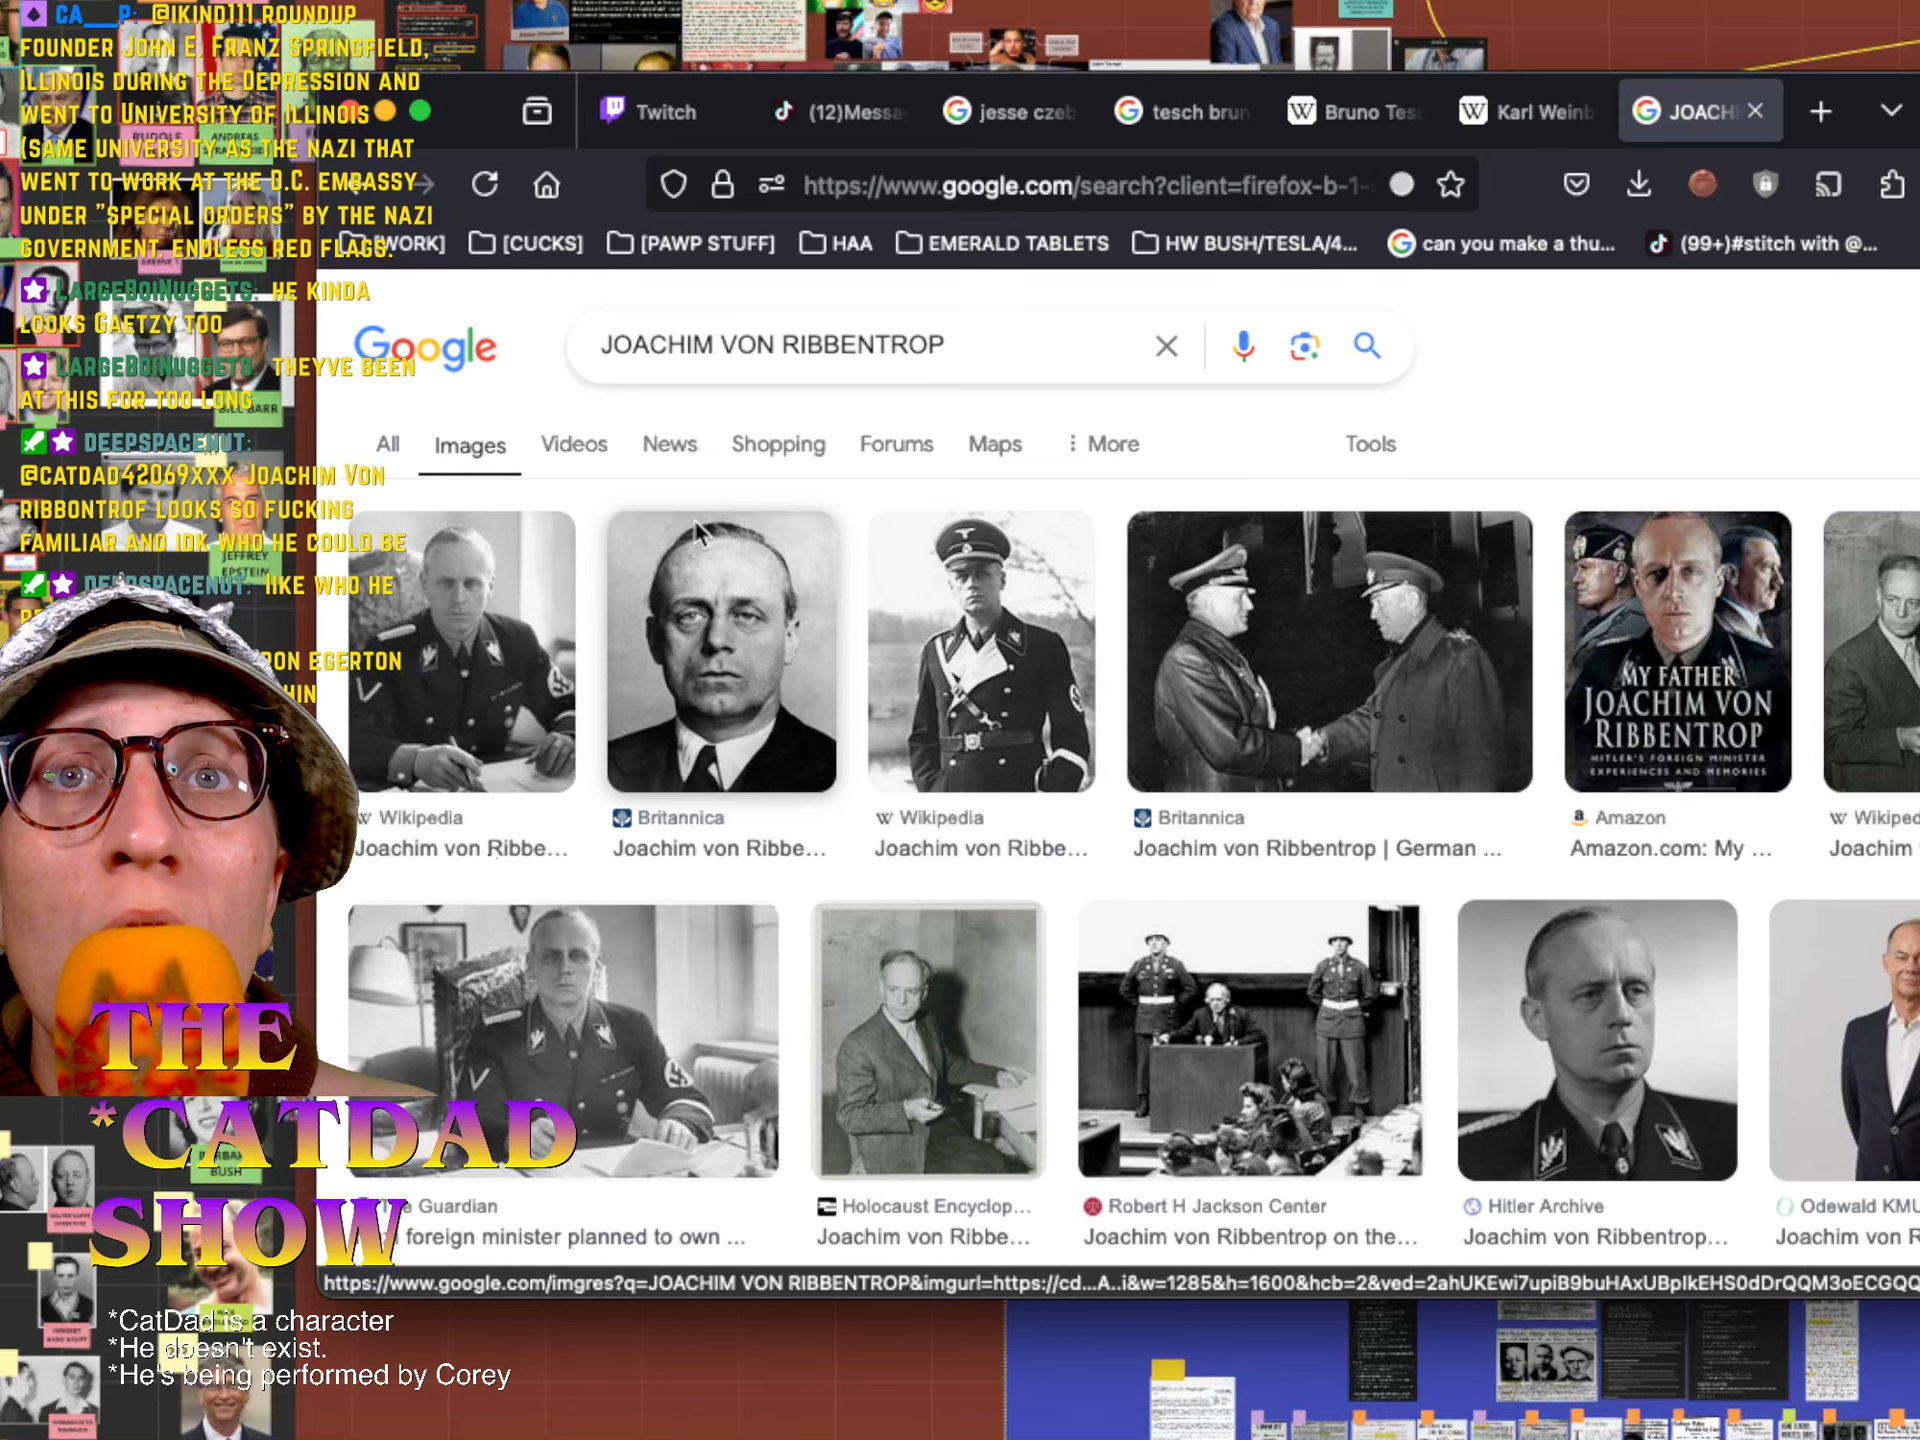 CA__P: @IKIND111 ROUNDUP
FOUNDER JOHN E. FRANZ SPRINGFIELD,
ILLINOIS DURING THE DEPRESSION AND
WENT TO UNIVERSITY OF ILLINOIS
(SAME UNIVERSITY AS THE NAZI THAT
WENT TO WORK AT THE D.C. EMBASSY
UNDER "SPECIAL ORDERS" BY THE NAZI
GOVERNMENT. ENDLESS RED FLAGS.
LARGEBOINUGGETS: HE KINDA
LOOKS GAETZY TOO
LARGEBOINUGGETS: THEYVE BEEN
AT THIS FOR TOO LONG
DEEPSPACENUT:
@CATDAD42069XXX JOACHIM VON
RIBBONTROF LOOKS SO FUCKING
FAMILIAR AND IDK WHO HE COULD BE
DEEPSPACENUT: LIKE WHO HE
RON EGERTON
HIN
RUDOLF
ANDREAS
GREENE
BILL BARR
JEFFREY
EPSTEIN
BUSH
Twitch
(12)Messa
jesse czeb
tesch brun
Bruno Tes
Karl Weinb
JOACHI
https://www.google.com/search?client=firefox-b-1-
[WORK]
[CUCKS]
[PAWP STUFF]
HAA
EMERALD TABLETS
HW BUSH/TESLA/4...
can you make a thu...
(99+)#stitch with @...
Google
JOACHIM VON RIBBENTROP
All
Images
Videos
News
Shopping
Forums
Maps
More
Tools
MY FATHER
JOACHIM VON
RIBBENTROP
HITLER'S FOREIGN MINISTER
EXPERIENCES AND MEMORIES
Wikipedia
Joachim von Ribbe...
Britannica
Joachim von Ribbe...
Wikipedia
Joachim von Ribbe...
Britannica
Joachim von Ribbentrop | German ...
Amazon
Amazon.com: My ...
Wikiped
Joachim
Guardian
foreign minister planned to own ...
Holocaust Encyclop...
Joachim von Ribbe...
Robert H Jackson Center
Joachim von Ribbentrop on the...
Hitler Archive
Joachim von Ribbentrop...
Odewald KMU
Joachim von R
https://www.google.com/imgres?q=JOACHIM VON RIBBENTROP&imgurl=https://cd...A..i&w=1285&h=1600&hcb=2&ved=2ahUKEwi7upiB9buHAxUBplkEHS0dDrQQM3oECGQQ
THE
*CATDAD
SHOW
*CatDad is a character
*He doesn't exist.
*He's being performed by Corey